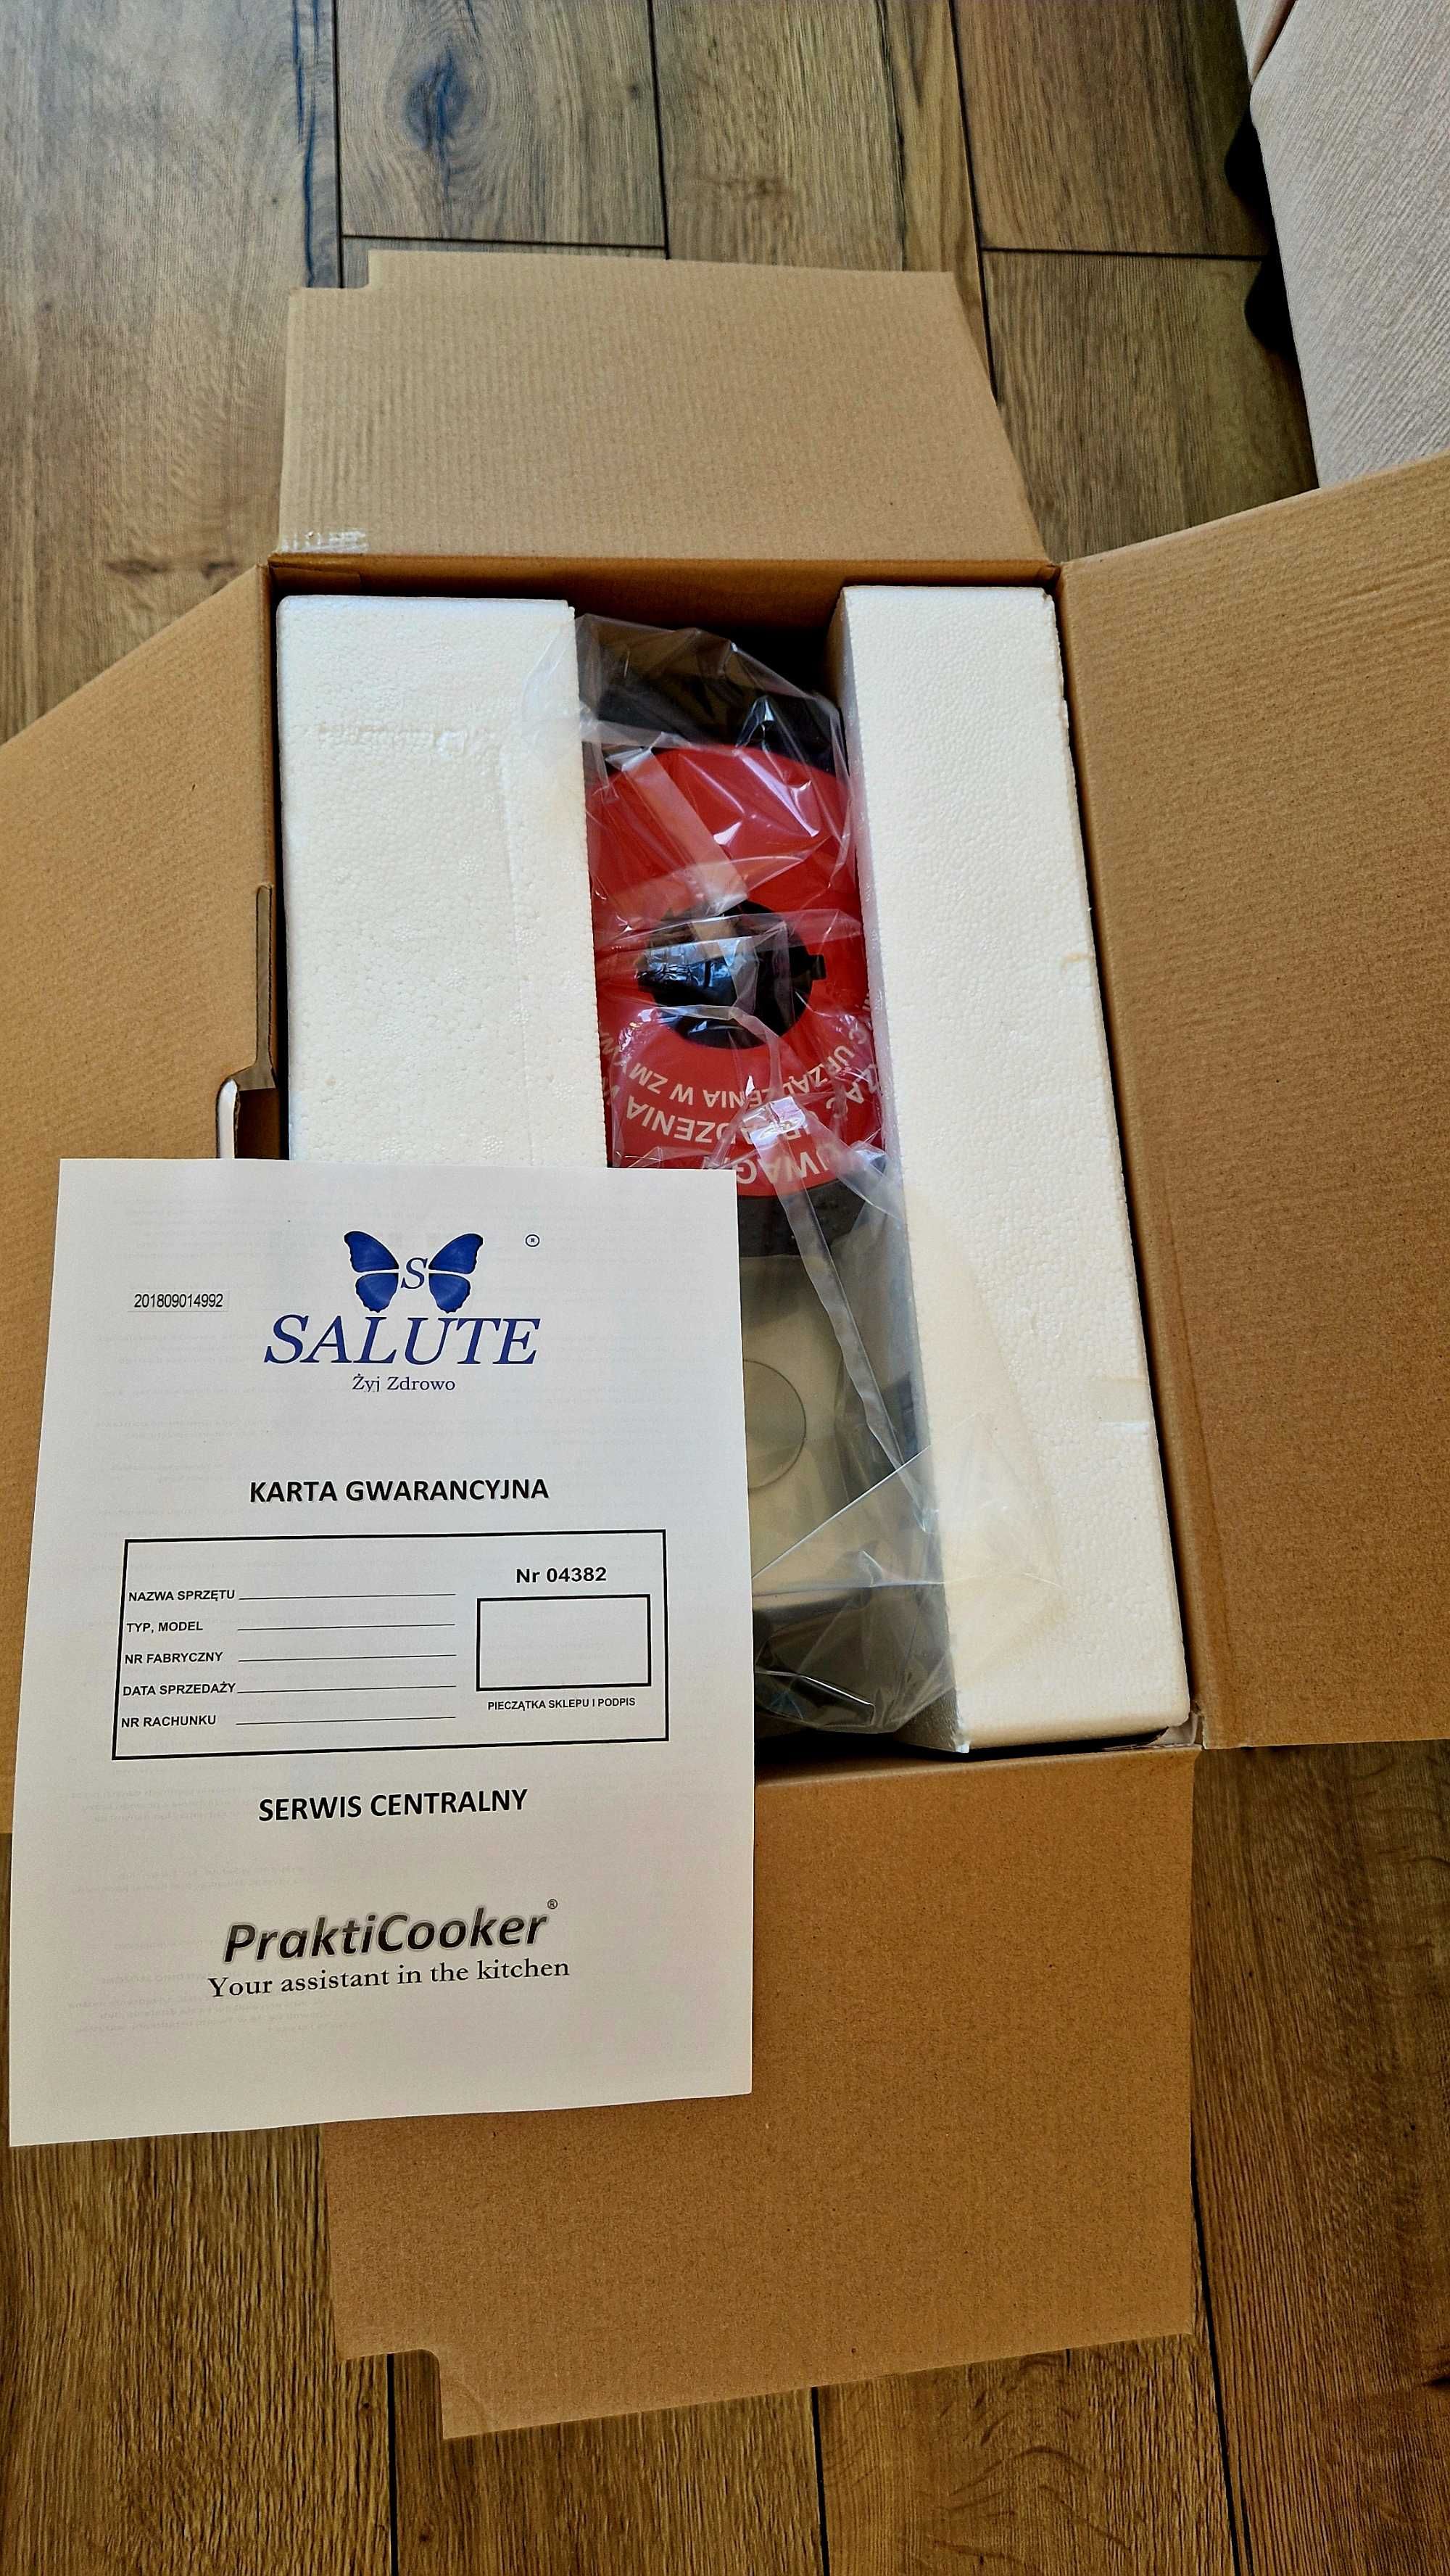 UWAGA
URZĄDZENIA W
201809014992
S
®
SALUTE
Żyj Zdrowo
KARTA GWARANCYJNA
Nr 04382
NAZWA SPRZĘTU
TYP, MODEL
NR FABRYCZNY
DATA SPRZEDAŻY
NR RACHUNKU
PIECZĄTKA SKLEPU I PODPIS
SERWIS CENTRALNY
PraktiCooker®
Your assistant in the kitchen